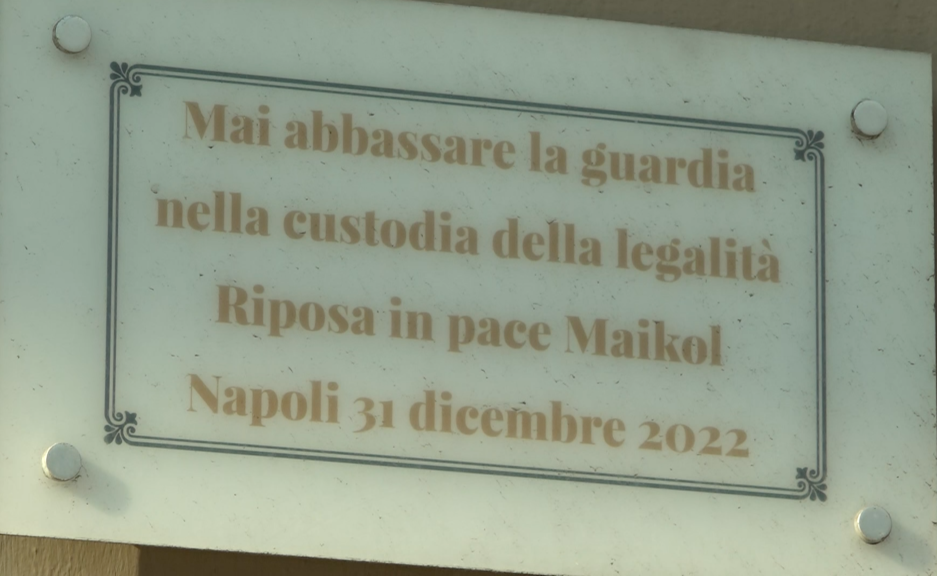 Mai abbassare la guardia
nella custodia della legalità
Riposa in pace Maikol
Napoli 31 dicembre 2022